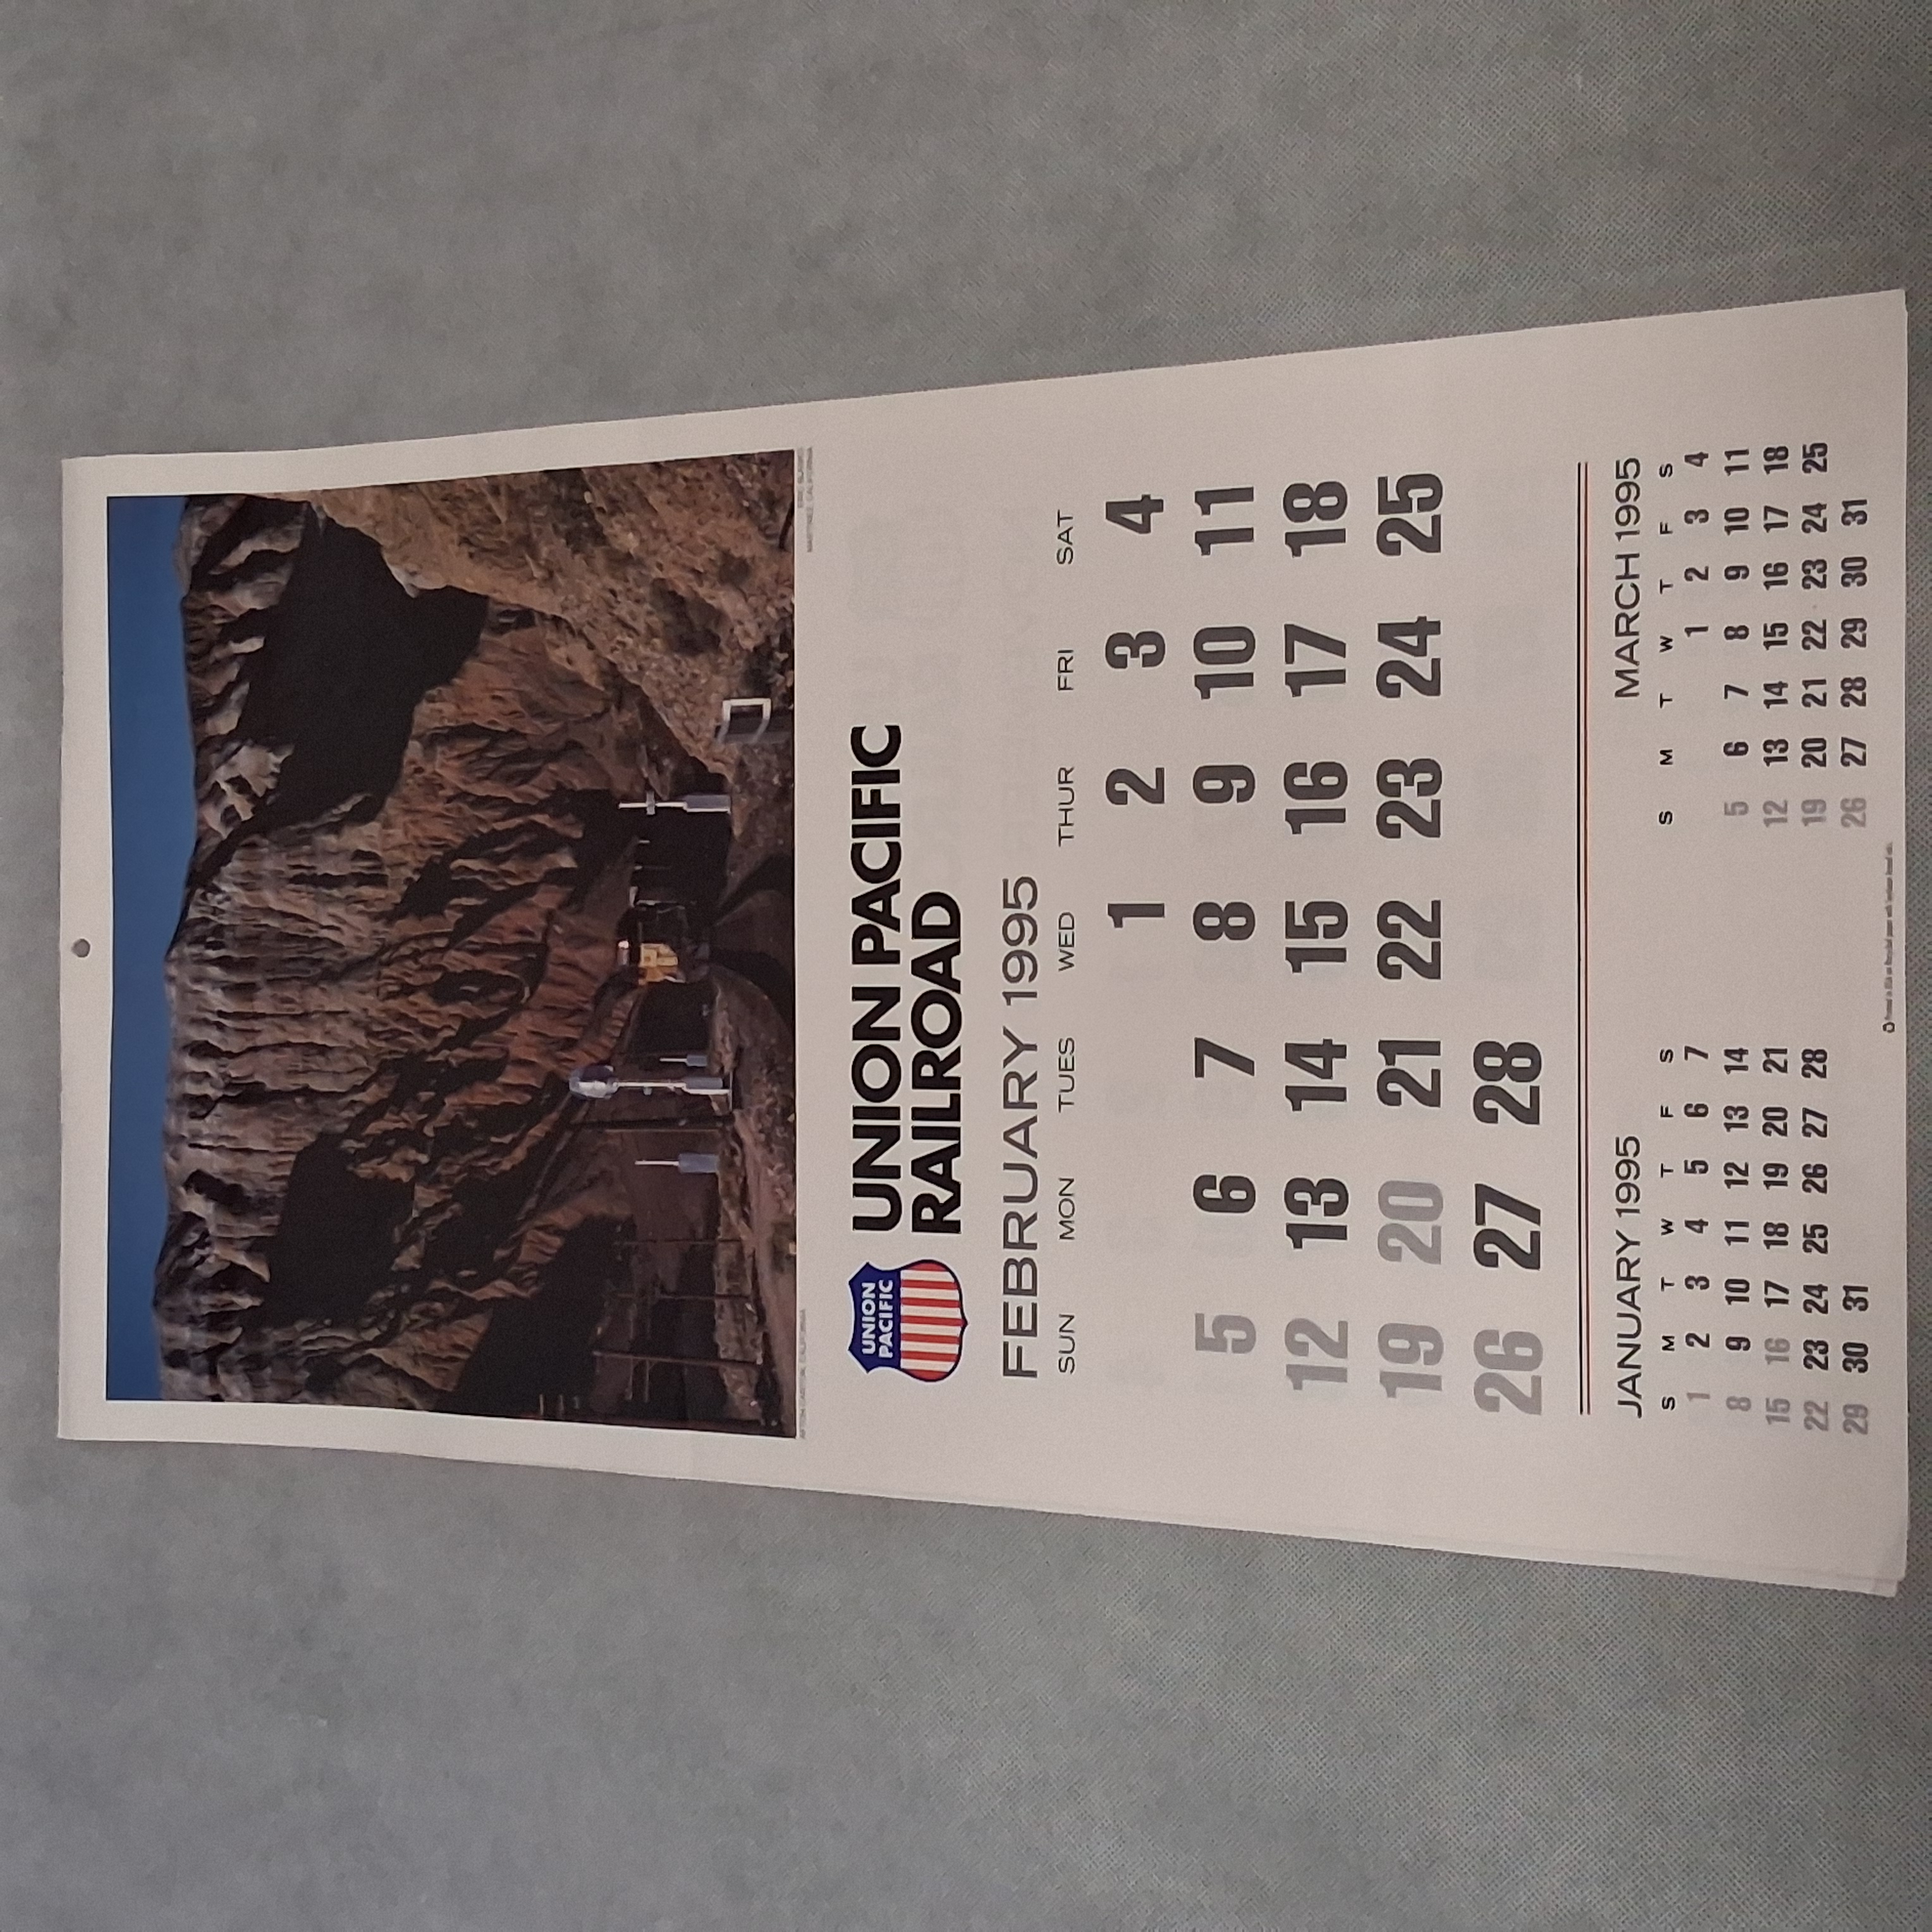 AFTON CANYON, CALIFORNIA
MARTINEZ, CALIFORNIA
UNION
PACIFIC
UNION PACIFIC
RAILROAD
FEBRUARY 1995
SUN MON TUES WED THUR FRI SAT
1 2 3 4
5 6 7 8 9 10 11
12 13 14 15 16 17 18
19 20 21 22 23 24 25
26 27 28
JANUARY 1995
S M T W T F S
1 2 3 4 5 6 7
8 9 10 11 12 13 14
15 16 17 18 19 20 21
22 23 24 25 26 27 28
29 30 31
MARCH 1995
S M T W T F S
1 2 3 4
5 6 7 8 9 10 11
12 13 14 15 16 17 18
19 20 21 22 23 24 25
26 27 28 29 30 31